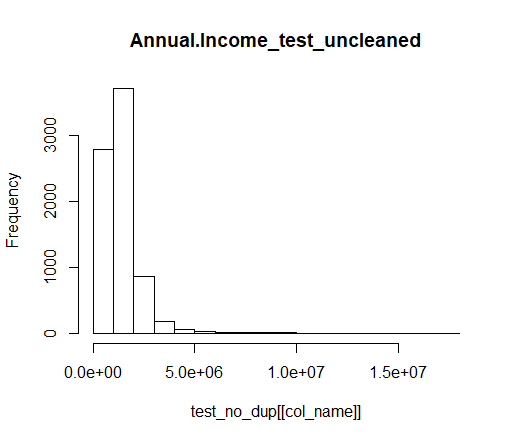 Annual.Income_test_uncleaned
Frequency
3000
2000
1000
0
0.0e+00 5.0e+06 1.0e+07 1.5e+07
test_no_dup[[col_name]]